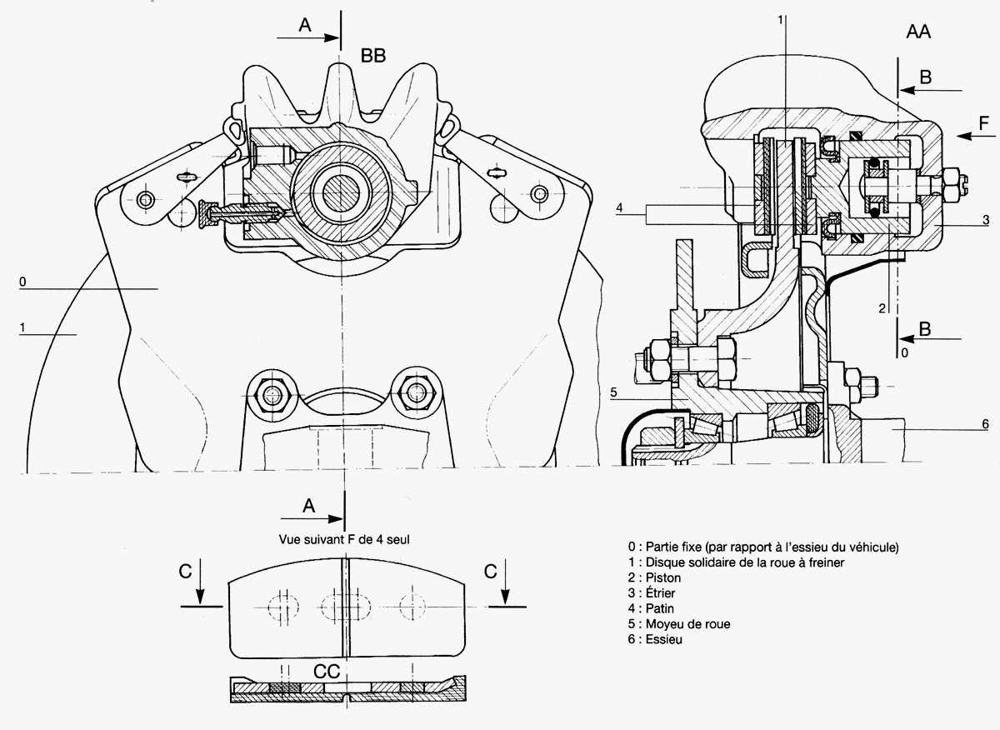 A
BB
1
AA
B
F
4
3
0
1
2
B
0
5
6
A
Vue suivant F de 4 seul
C
C
CC
0 : Partie fixe (par rapport à l'essieu du véhicule)
1 : Disque solidaire de la roue à freiner
2 : Piston
3 : Étrier
4 : Patin
5 : Moyeu de roue
6 : Essieu